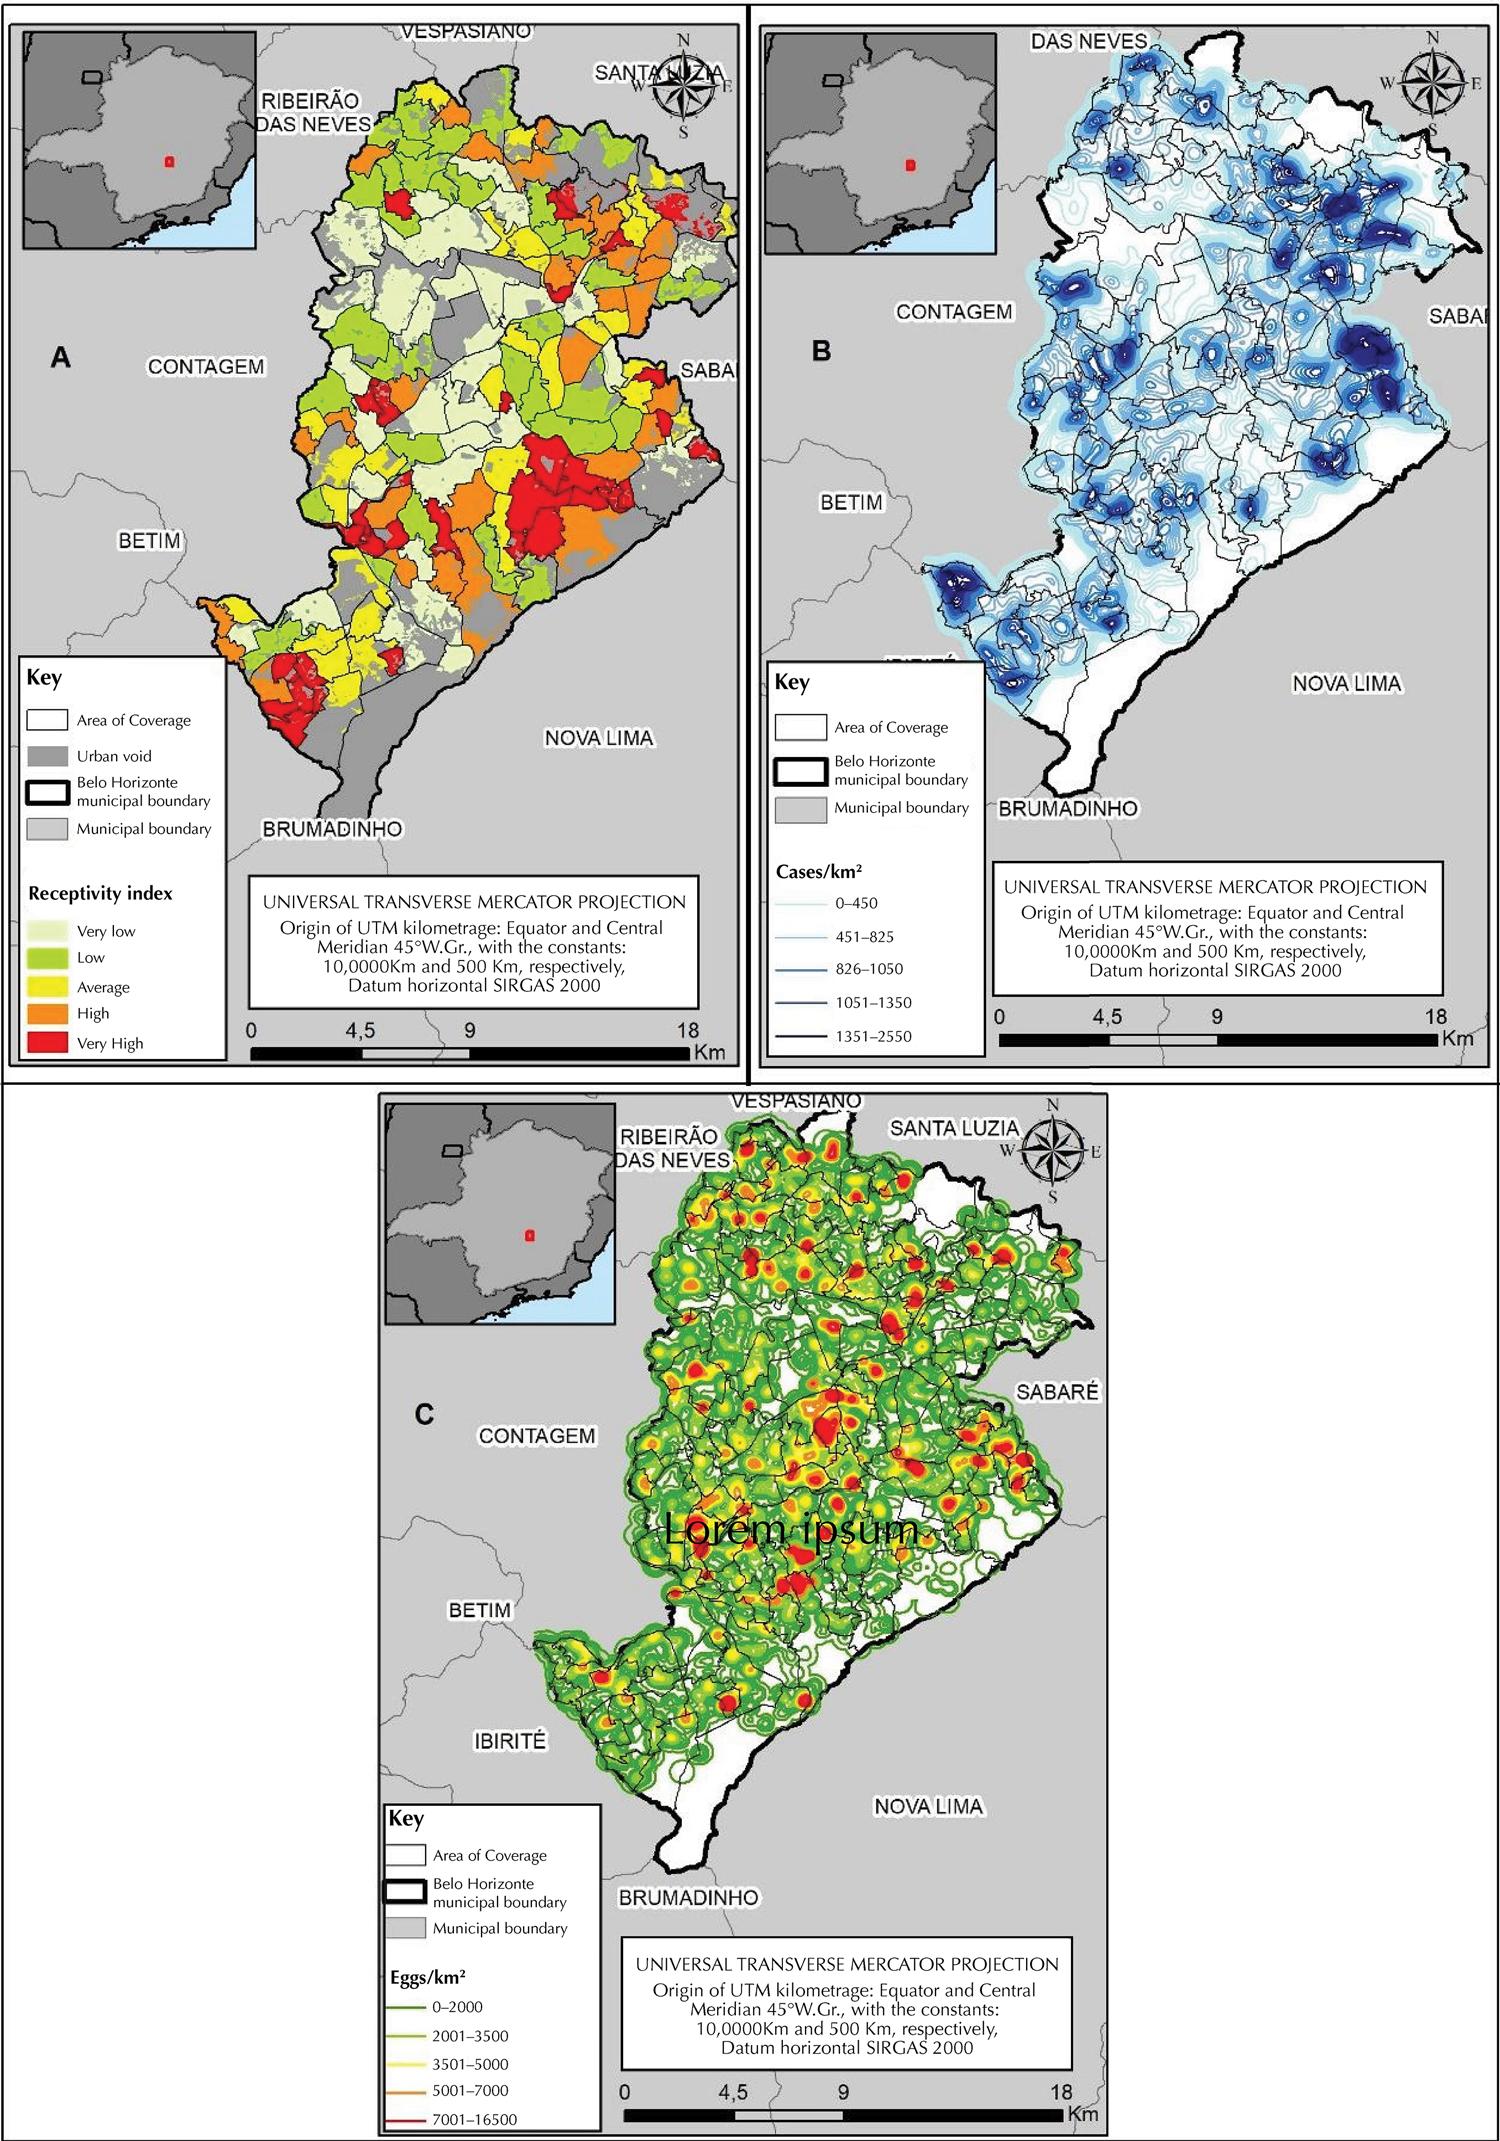 VESPASIANO
SANTA LUZIA
RIBEIRÃO
DAS NEVES
N
W
E
S
A
CONTAGEM
SABA
BETIM
NOVA LIMA
BRUMADINHO
Key
Area of Coverage
Urban void
Belo Horizonte
municipal boundary
Municipal boundary
Receptivity index
Very low
Low
Average
High
Very High
UNIVERSAL TRANSVERSE MERCATOR PROJECTION
Origin of UTM kilometrage: Equator and Central
Meridian 45°W.Gr., with the constants:
10,0000Km and 500 Km, respectively,
Datum horizontal SIRGAS 2000
0 4,5 9 18
Km
DAS NEVES
N
W
E
S
CONTAGEM
SABA
B
BETIM
IBIRITÉ
NOVA LIMA
BRUMADINHO
Key
Area of Coverage
Belo Horizonte
municipal boundary
Municipal boundary
Cases/km²
0–450
451–825
826–1050
1051–1350
1351–2550
UNIVERSAL TRANSVERSE MERCATOR PROJECTION
Origin of UTM kilometrage: Equator and Central
Meridian 45°W.Gr., with the constants:
10,0000Km and 500 Km, respectively,
Datum horizontal SIRGAS 2000
0 4,5 9 18
Km
VESPASIANO
SANTA LUZIA
RIBEIRÃO
DAS NEVES
N
W
E
S
SABARÉ
C
CONTAGEM
Lorem ipsum
BETIM
IBIRITÉ
NOVA LIMA
BRUMADINHO
Key
Area of Coverage
Belo Horizonte
municipal boundary
Municipal boundary
Eggs/km²
0–2000
2001–3500
3501–5000
5001–7000
7001–16500
UNIVERSAL TRANSVERSE MERCATOR PROJECTION
Origin of UTM kilometrage: Equator and Central
Meridian 45°W.Gr., with the constants:
10,0000Km and 500 Km, respectively,
Datum horizontal SIRGAS 2000
0 4,5 9 18
Km